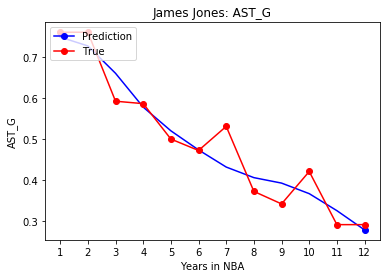 James Jones: AST_G
Prediction
True
0.7
0.6
0.5
0.4
0.3
AST_G
1 2 3 4 5 6 7 8 9 10 11 12
Years in NBA